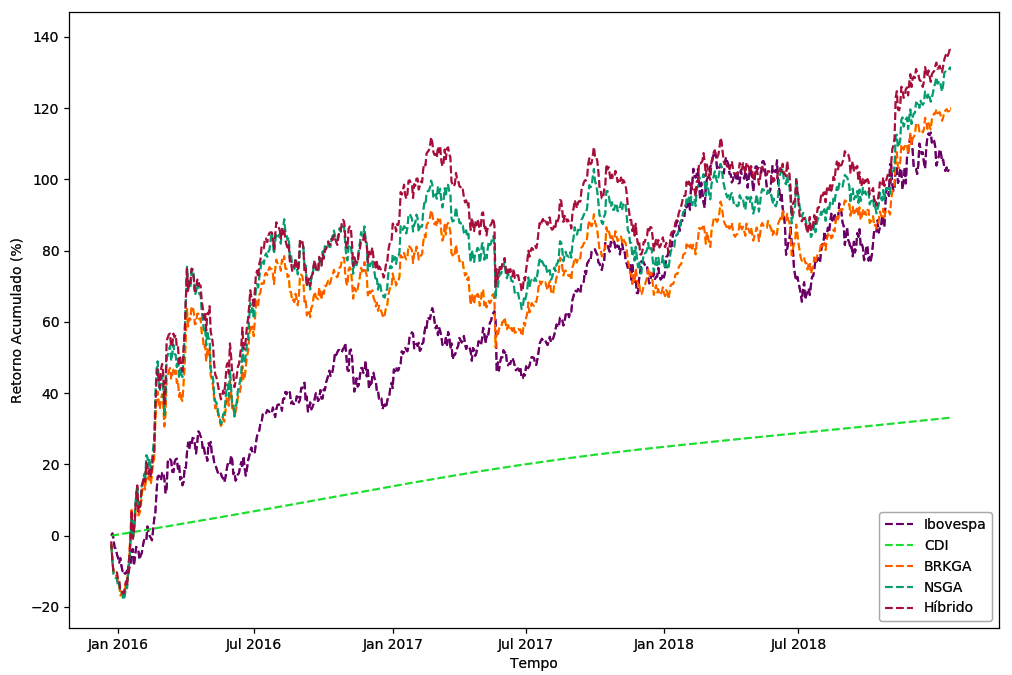 Retorno Acumulado (%)
140
120
100
80
60
40
20
0
−20
Jan 2016
Jul 2016
Jan 2017
Jul 2017
Jan 2018
Jul 2018
Tempo
Ibovespa
CDI
BRKGA
NSGA
Híbrido